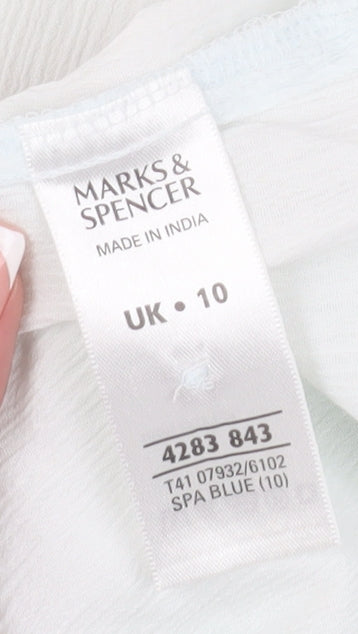 MARKS &
SPENCER
MADE IN INDIA
UK • 10
4283 843
T41 07932/6102
SPA BLUE (10)